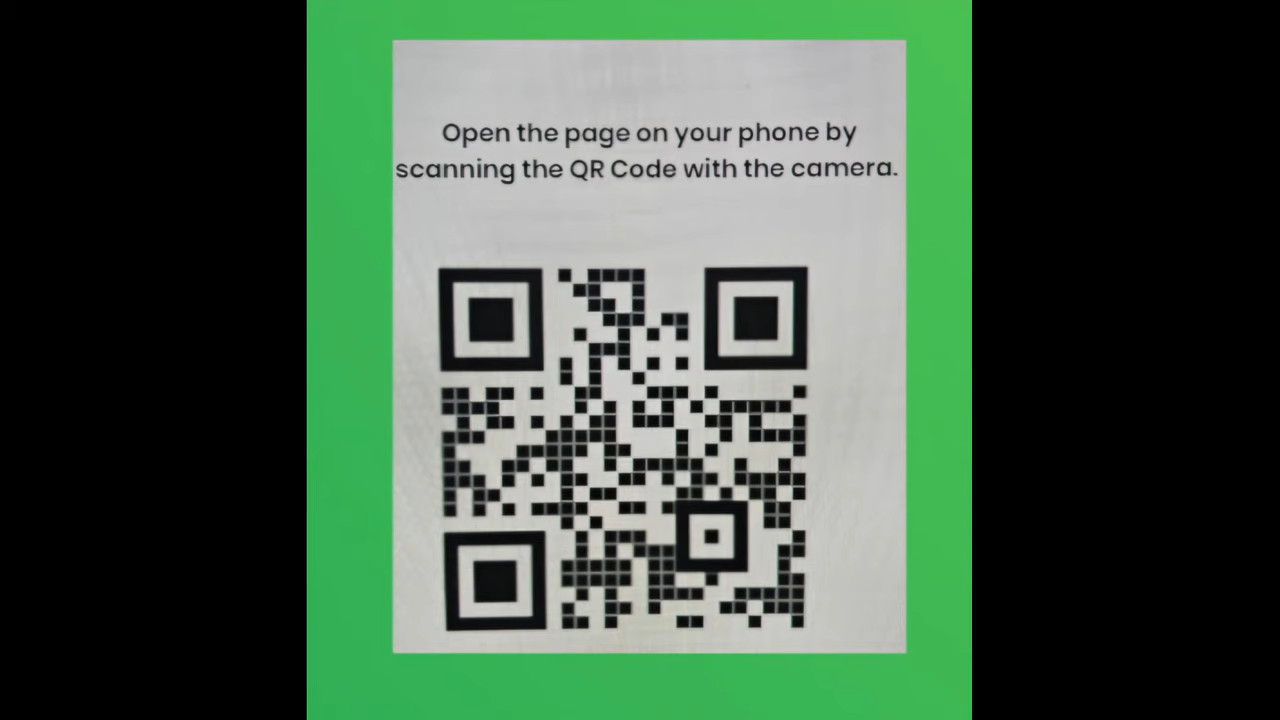 Open the page on your phone by
scanning the QR Code with the camera.